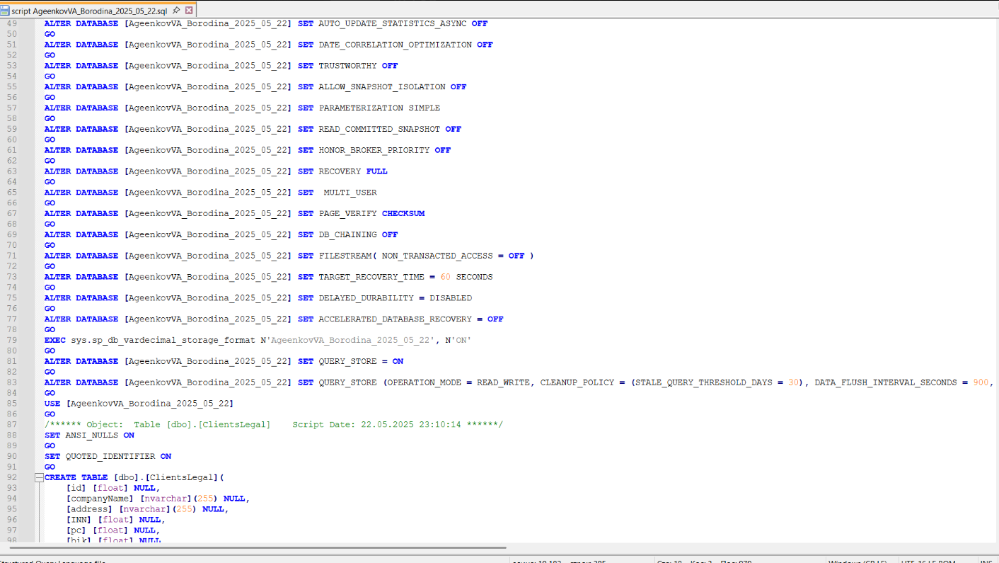 script AgeenkovVA_Borodina_2025_05_22.sql
49 ALTER DATABASE [AgeenkovVA_Borodina_2025_05_22] SET AUTO_UPDATE_STATISTICS_ASYNC OFF
50 GO
51 ALTER DATABASE [AgeenkovVA_Borodina_2025_05_22] SET DATE_CORRELATION_OPTIMIZATION OFF
52 GO
53 ALTER DATABASE [AgeenkovVA_Borodina_2025_05_22] SET TRUSTWORTHY OFF
54 GO
55 ALTER DATABASE [AgeenkovVA_Borodina_2025_05_22] SET ALLOW_SNAPSHOT_ISOLATION OFF
56 GO
57 ALTER DATABASE [AgeenkovVA_Borodina_2025_05_22] SET PARAMETERIZATION SIMPLE
58 GO
59 ALTER DATABASE [AgeenkovVA_Borodina_2025_05_22] SET READ_COMMITTED_SNAPSHOT OFF
60 GO
61 ALTER DATABASE [AgeenkovVA_Borodina_2025_05_22] SET HONOR_BROKER_PRIORITY OFF
62 GO
63 ALTER DATABASE [AgeenkovVA_Borodina_2025_05_22] SET RECOVERY FULL
64 GO
65 ALTER DATABASE [AgeenkovVA_Borodina_2025_05_22] SET  MULTI_USER
66 GO
67 ALTER DATABASE [AgeenkovVA_Borodina_2025_05_22] SET PAGE_VERIFY CHECKSUM
68 GO
69 ALTER DATABASE [AgeenkovVA_Borodina_2025_05_22] SET DB_CHAINING OFF
70 GO
71 ALTER DATABASE [AgeenkovVA_Borodina_2025_05_22] SET FILESTREAM( NON_TRANSACTED_ACCESS = OFF )
72 GO
73 ALTER DATABASE [AgeenkovVA_Borodina_2025_05_22] SET TARGET_RECOVERY_TIME = 60 SECONDS
74 GO
75 ALTER DATABASE [AgeenkovVA_Borodina_2025_05_22] SET DELAYED_DURABILITY = DISABLED
76 GO
77 ALTER DATABASE [AgeenkovVA_Borodina_2025_05_22] SET ACCELERATED_DATABASE_RECOVERY = OFF
78 GO
79 EXEC sys.sp_db_vardecimal_storage_format N'AgeenkovVA_Borodina_2025_05_22', N'ON'
80 GO
81 ALTER DATABASE [AgeenkovVA_Borodina_2025_05_22] SET QUERY_STORE = ON
82 GO
83 ALTER DATABASE [AgeenkovVA_Borodina_2025_05_22] SET QUERY_STORE (OPERATION_MODE = READ_WRITE, CLEANUP_POLICY = (STALE_QUERY_THRESHOLD_DAYS = 30), DATA_FLUSH_INTERVAL_SECONDS = 900,
84 GO
85 USE [AgeenkovVA_Borodina_2025_05_22]
86 GO
87 /****** Object:  Table [dbo].[ClientsLegal]    Script Date: 22.05.2025 23:10:14 ******/
88 SET ANSI_NULLS ON
89 GO
90 SET QUOTED_IDENTIFIER ON
91 GO
92 CREATE TABLE [dbo].[ClientsLegal](
93 [id] [float] NULL,
94 [companyName] [nvarchar](255) NULL,
95 [address] [nvarchar](255) NULL,
96 [INN] [float] NULL,
97 [pc] [float] NULL,
98 [bik] [float] NULL